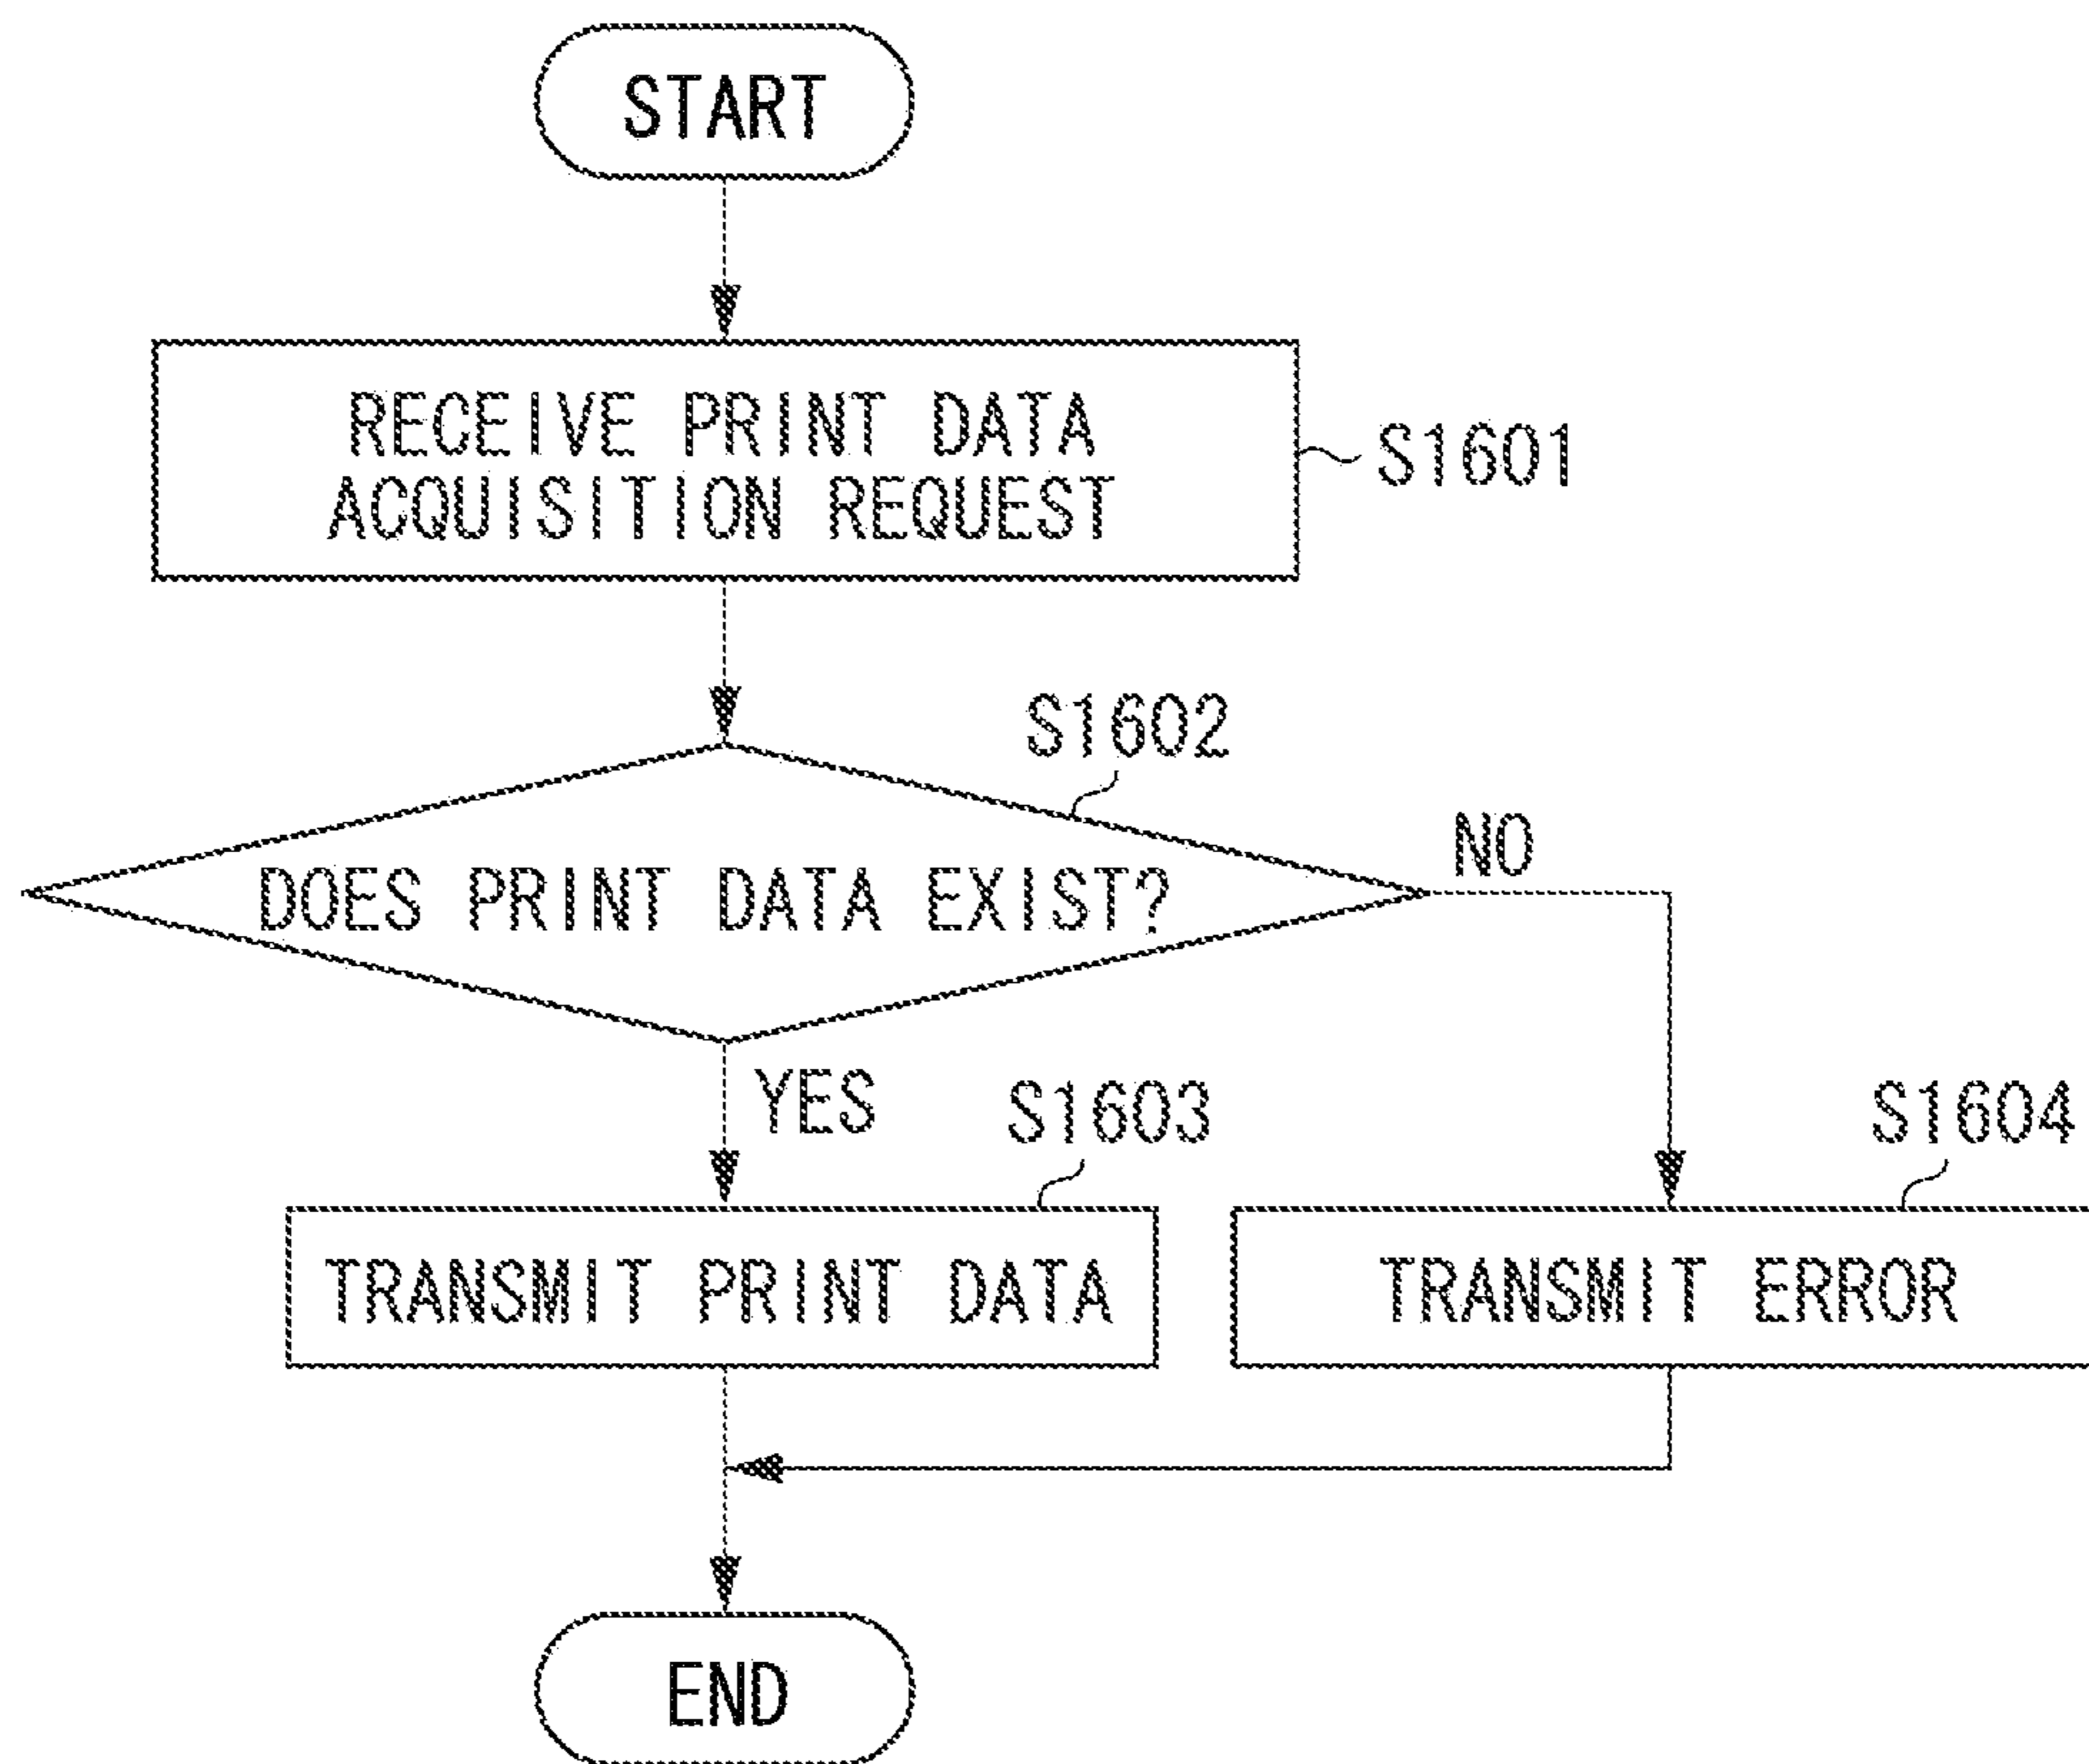 START
RECEIVE PRINT DATA
ACQUISITION REQUEST
S1601
S1602
DOES PRINT DATA EXIST?
NO
YES
S1603
S1604
TRANSMIT PRINT DATA
TRANSMIT ERROR
END